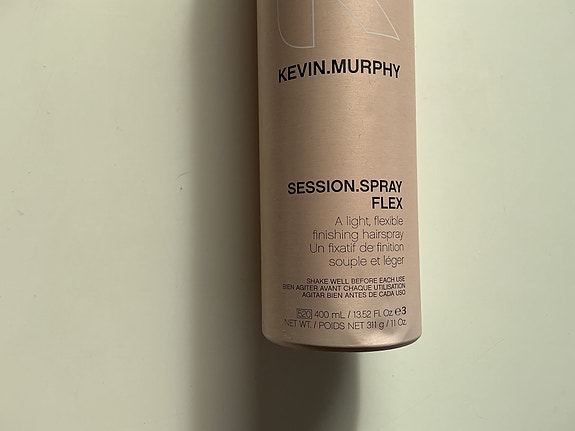 KEVIN.MURPHY
SESSION.SPRAY
FLEX
A light, flexible
finishing hairspray
Un fixatif de finition
souple et léger
SHAKE WELL BEFORE EACH USE
BIEN AGITER AVANT CHAQUE UTILISATION
AGITAR BIEN ANTES DE CADA USO
520 400 mL / 13.52 Fl. Oz e3
NET WT. / POIDS NET 311 g / 11 Oz.